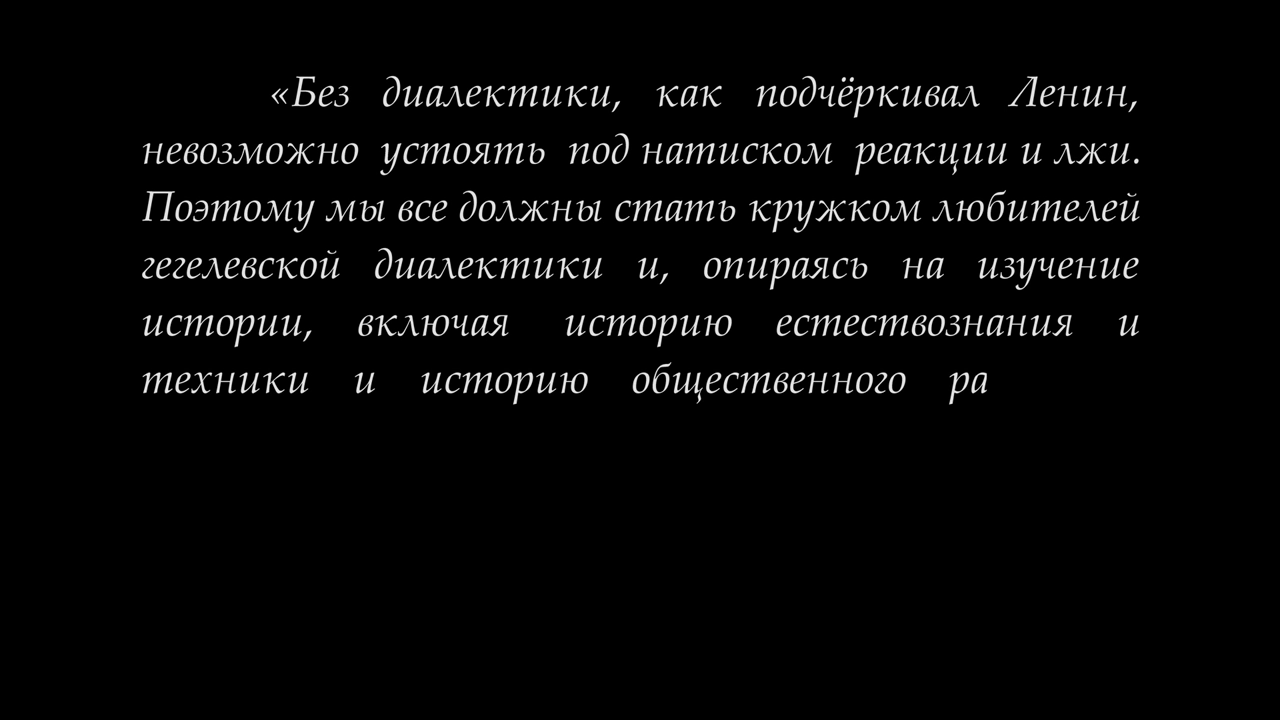 «Без диалектики, как подчёркивал Ленин,
невозможно устоять под натиском реакции и лжи.
Поэтому мы все должны стать кружком любителей
гегелевской диалектики и, опираясь на изучение
истории, включая историю естествознания и
техники и историю общественного ра